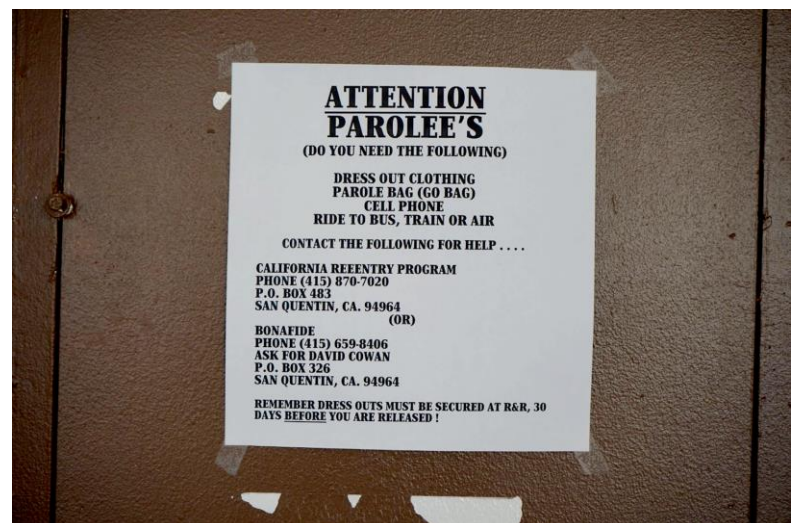 ATTENTION
PAROLEE'S
(DO YOU NEED THE FOLLOWING)
DRESS OUT CLOTHING
PAROLE BAG (GO BAG)
CELL PHONE
RIDE TO BUS, TRAIN OR AIR
CONTACT THE FOLLOWING FOR HELP . . . .
CALIFORNIA REEENTRY PROGRAM
PHONE (415) 870-7020
P.O. BOX 483
SAN QUENTIN, CA. 94964
(OR)
BONAFIDE
PHONE (415) 659-8406
ASK FOR DAVID COWAN
P.O. BOX 326
SAN QUENTIN, CA. 94964
REMEMBER DRESS OUTS MUST BE SECURED AT R&R, 30
DAYS BEFORE YOU ARE RELEASED !